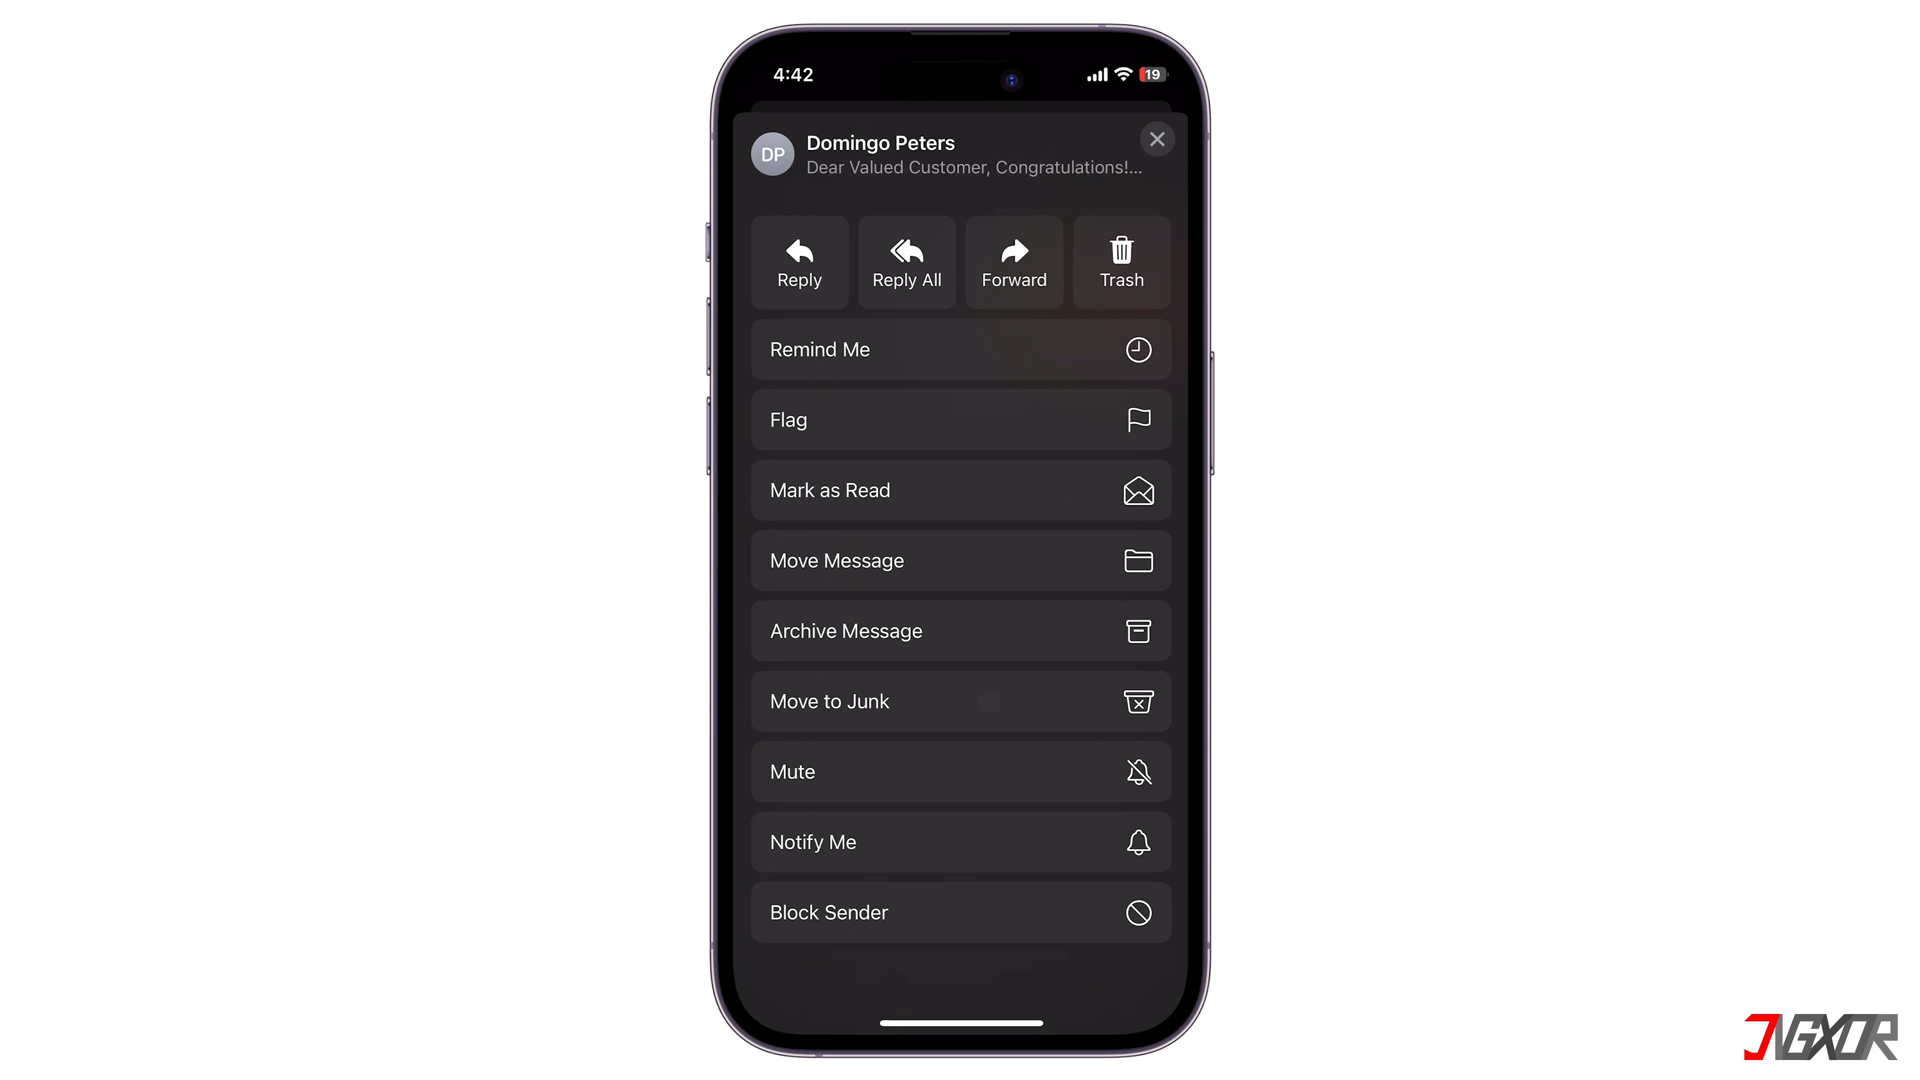 4:42
19
DP
Domingo Peters
Dear Valued Customer, Congratulations!...
Reply
Reply All
Forward
Trash
Remind Me
Flag
Mark as Read
Move Message
Archive Message
Move to Junk
Mute
Notify Me
Block Sender
JVGXOR